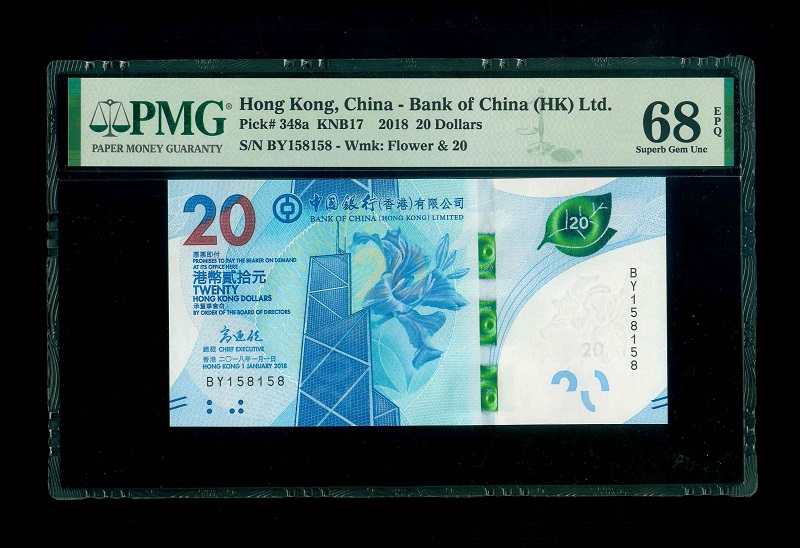 PMG®
PAPER MONEY GUARANTY
Hong Kong, China - Bank of China (HK) Ltd.
Pick# 348a KNB17 2018 20 Dollars
S/N BY158158 - Wmk: Flower & 20
68 EPQ
Superb Gem Unc
20
中國銀行(香港)有限公司
BANK OF CHINA (HONG KONG) LIMITED
憑票即付
PROMISES TO PAY THE BEARER ON DEMAND
AT ITS OFFICE HERE
港幣貳拾元
TWENTY
HONG KONG DOLLARS
承董事會命
BY ORDER OF THE BOARD OF DIRECTORS
總裁 CHIEF EXECUTIVE
香港 二〇一八年一月一日
HONG KONG 1 JANUARY 2018
BY158158
20
BY158158
20